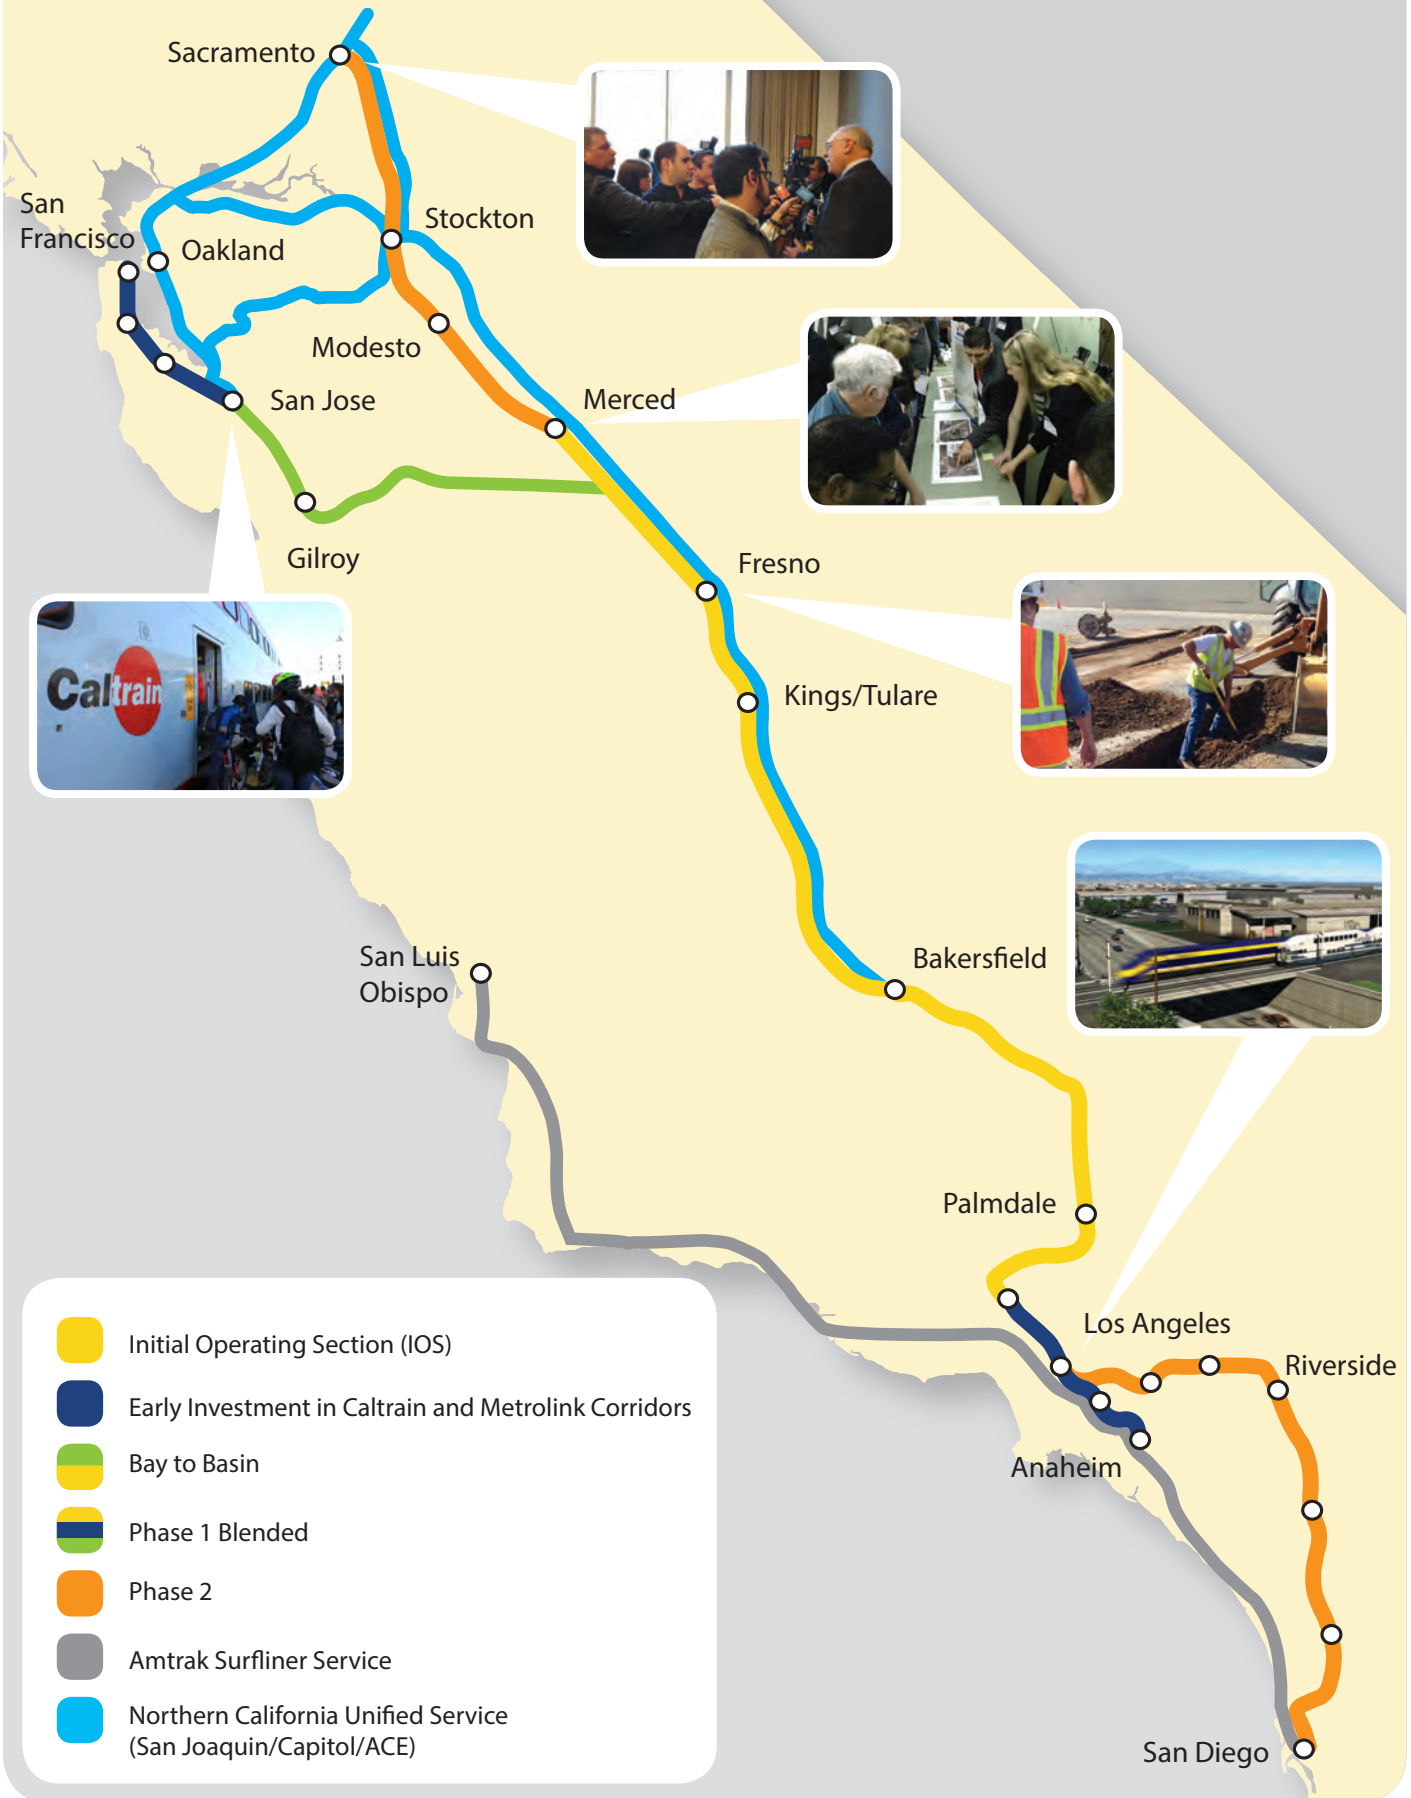 Sacramento
San
Francisco
Oakland
Stockton
Modesto
San Jose
Merced
Gilroy
Fresno
Kings/Tulare
Caltrain
San Luis
Obispo
Bakersfield
Palmdale
Los Angeles
Riverside
Anaheim
San Diego
Initial Operating Section (IOS)
Early Investment in Caltrain and Metrolink Corridors
Bay to Basin
Phase 1 Blended
Phase 2
Amtrak Surfliner Service
Northern California Unified Service
(San Joaquin/Capitol/ACE)